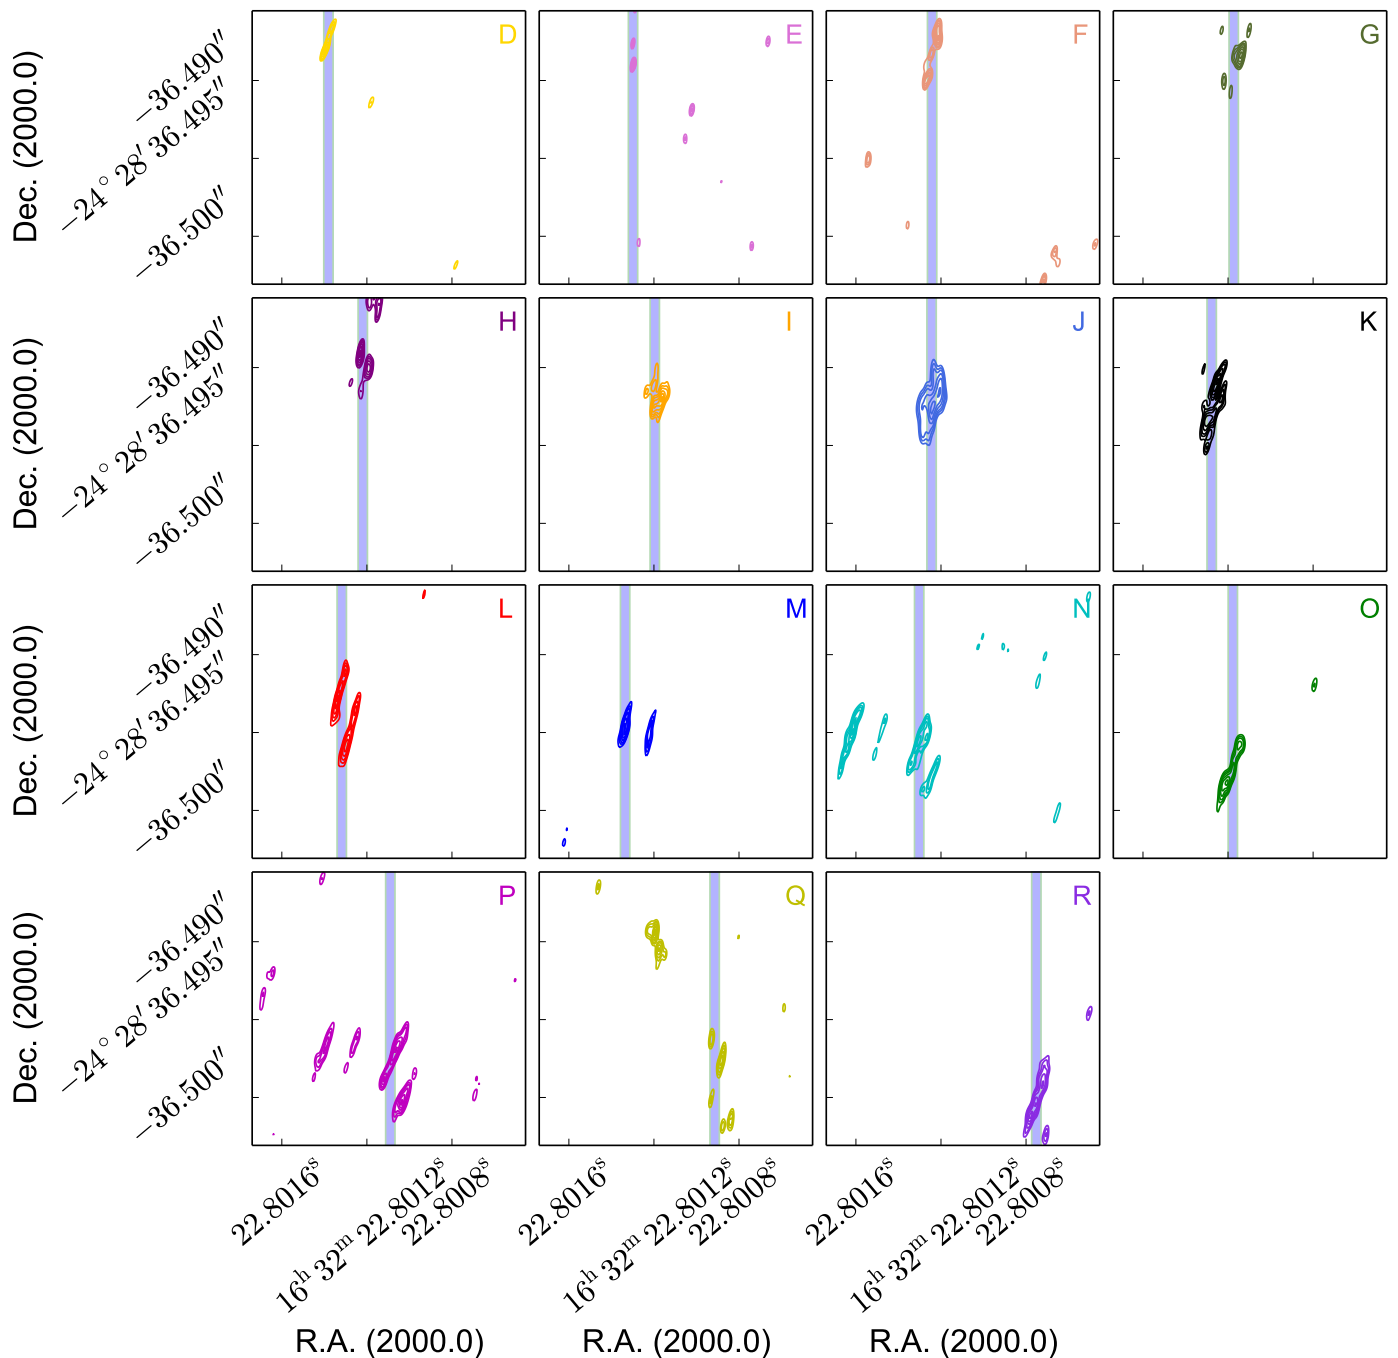 Dec. (2000.0)
−36.490″
−24° 28′ 36.495″
−36.500″
D
E
F
G
Dec. (2000.0)
−36.490″
−24° 28′ 36.495″
−36.500″
H
I
J
K
Dec. (2000.0)
−36.490″
−24° 28′ 36.495″
−36.500″
L
M
N
O
Dec. (2000.0)
−36.490″
−24° 28′ 36.495″
−36.500″
P
Q
R
22.8016ˢ
16ʰ 32ᵐ 22.8012ˢ
22.8008ˢ
22.8016ˢ
16ʰ 32ᵐ 22.8012ˢ
22.8008ˢ
22.8016ˢ
16ʰ 32ᵐ 22.8012ˢ
22.8008ˢ
R.A. (2000.0)
R.A. (2000.0)
R.A. (2000.0)